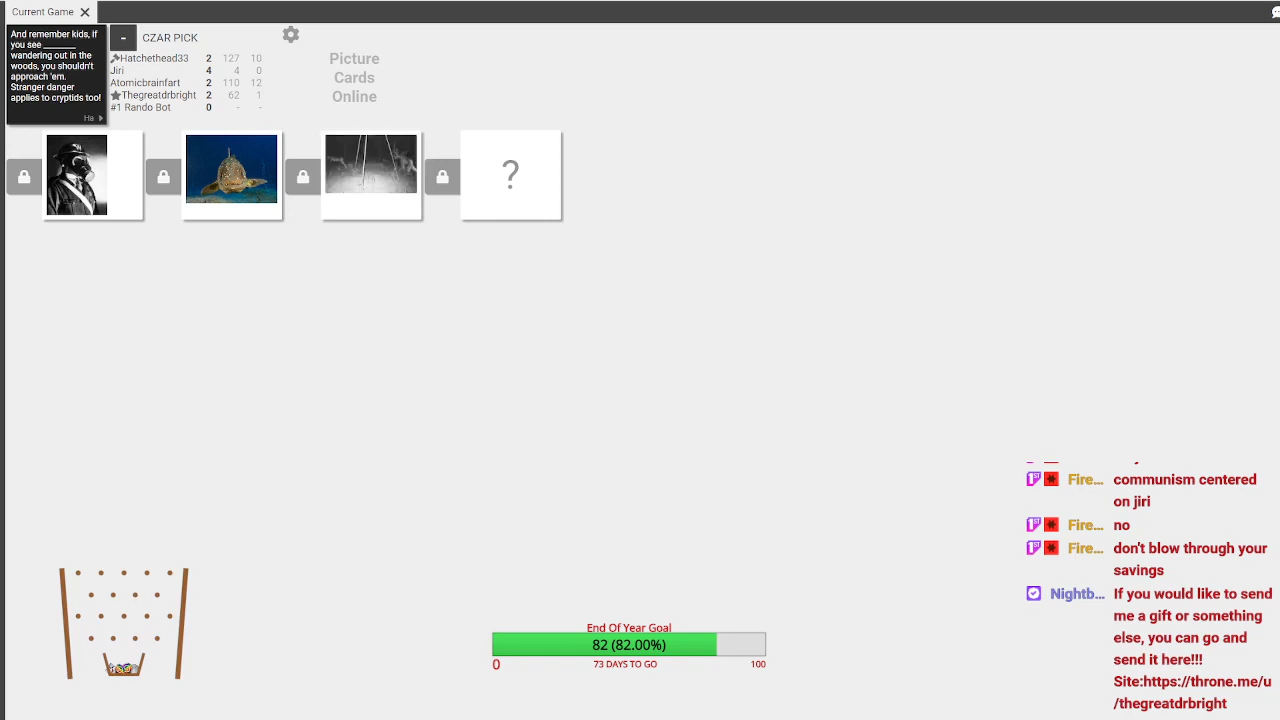 Current Game
And remember kids, if
you see ______
wandering out in the
woods, you shouldn't
approach 'em.
Stranger danger
applies to cryptids too!
Ha
- CZAR PICK
Hatchethead33 2 127 10
Jiri 4 4 0
Atomicbrainfart 2 110 12
Thegreatdrbright 2 62 1
#1 Rando Bot 0 - -
Picture
Cards
Online
?
Fire... communism centered
on jiri
Fire... no
Fire... don't blow through your
savings
Nightb... If you would like to send
me a gift or something
else, you can go and
send it here!!!
Site:https://throne.me/u
/thegreatdrbright
End Of Year Goal
82 (82.00%)
0 73 DAYS TO GO 100